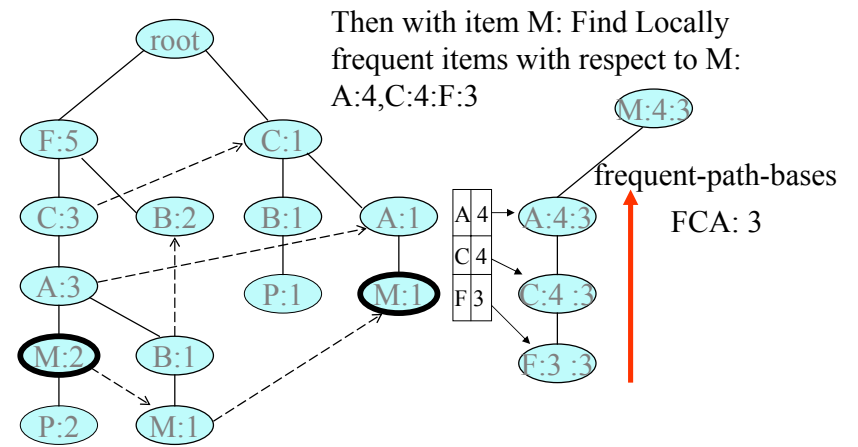 Then with item M: Find Locally
frequent items with respect to M:
A:4,C:4:F:3
root
F:5
C:1
C:3
B:2
B:1
A:1
A:3
P:1
M:1
M:2
B:1
P:2
M:1
M:4:3
frequent-path-bases
FCA: 3
A 4
A:4:3
C 4
C:4 :3
F 3
F:3 :3